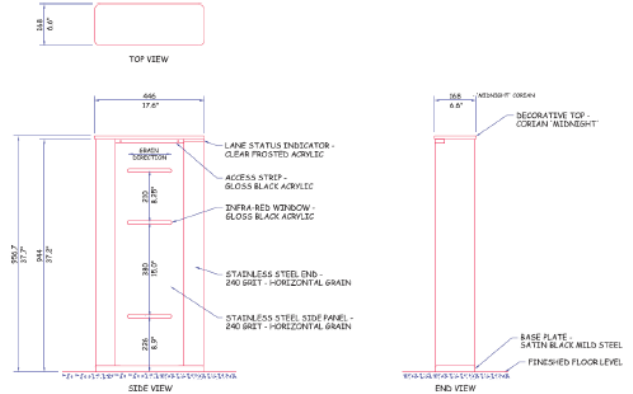 168
6.6"
TOP VIEW
446
17.6"
168
6.6"
'MIDNIGHT' CORIAN
DECORATIVE TOP -
CORIAN 'MIDNIGHT'
GRAIN
DIRECTION
LANE STATUS INDICATOR -
CLEAR FROSTED ACRYLIC
ACCESS STRIP -
GLOSS BLACK ACRYLIC
INFRA-RED WINDOW -
GLOSS BLACK ACRYLIC
956.7
37.7"
944
37.2"
210
8.25"
380
15.0"
226
8.9"
STAINLESS STEEL END -
240 GRIT - HORIZONTAL GRAIN
STAINLESS STEEL SIDE PANEL -
240 GRIT - HORIZONTAL GRAIN
BASE PLATE -
SATIN BLACK MILD STEEL
FINISHED FLOOR LEVEL
SIDE VIEW
END VIEW